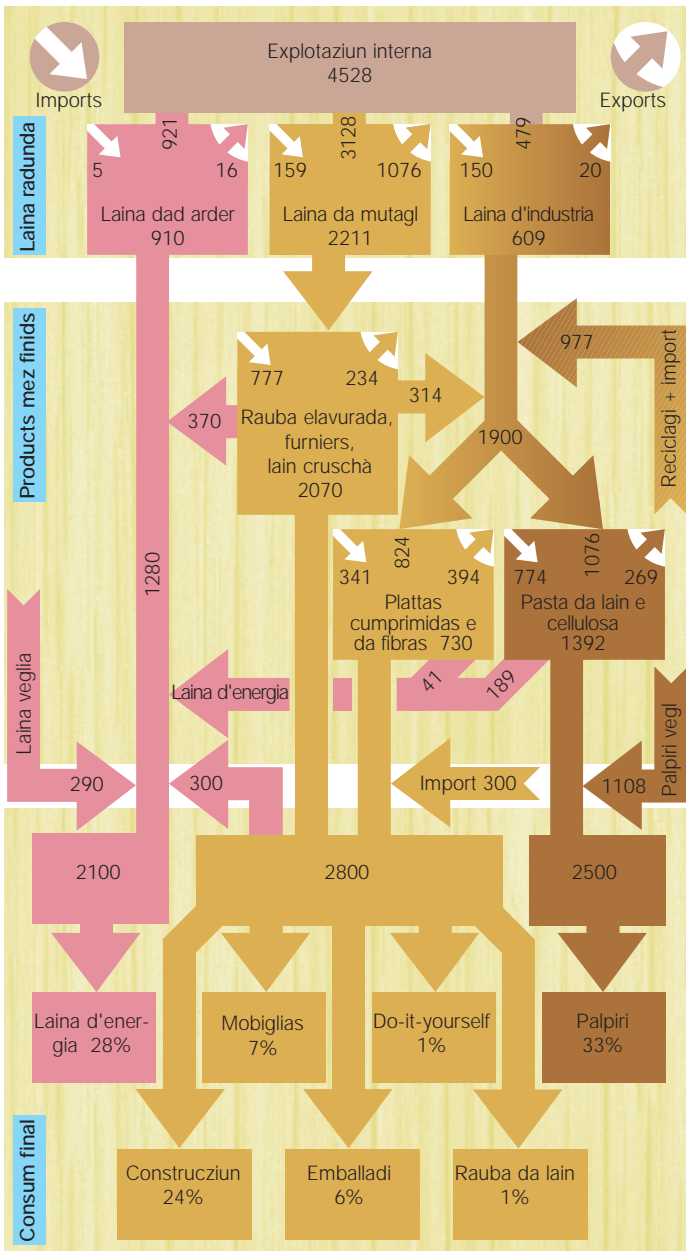 Explotaziun interna
4528
Imports
Exports
Laina radunda
921
3128
479
5
16
159
1076
150
20
Laina dad arder
910
Laina da mutagl
2211
Laina d'industria
609
Products mez finids
777
234
Rauba elavurada,
furniers,
lain cruschà
2070
370
314
977
Reciclagi + import
1900
1280
341
824
394
Plattas
cumprimidas e
da fibras 730
774
1076
269
Pasta da lain e
cellulosa
1392
Laina veglia
Laina d'energia
41
189
Palpiri vegl
290
300
Import 300
1108
2100
2800
2500
Laina d'ener-
gia 28%
Mobiglias
7%
Do-it-yourself
1%
Palpiri
33%
Consum final
Construcziun
24%
Emballadi
6%
Rauba da lain
1%